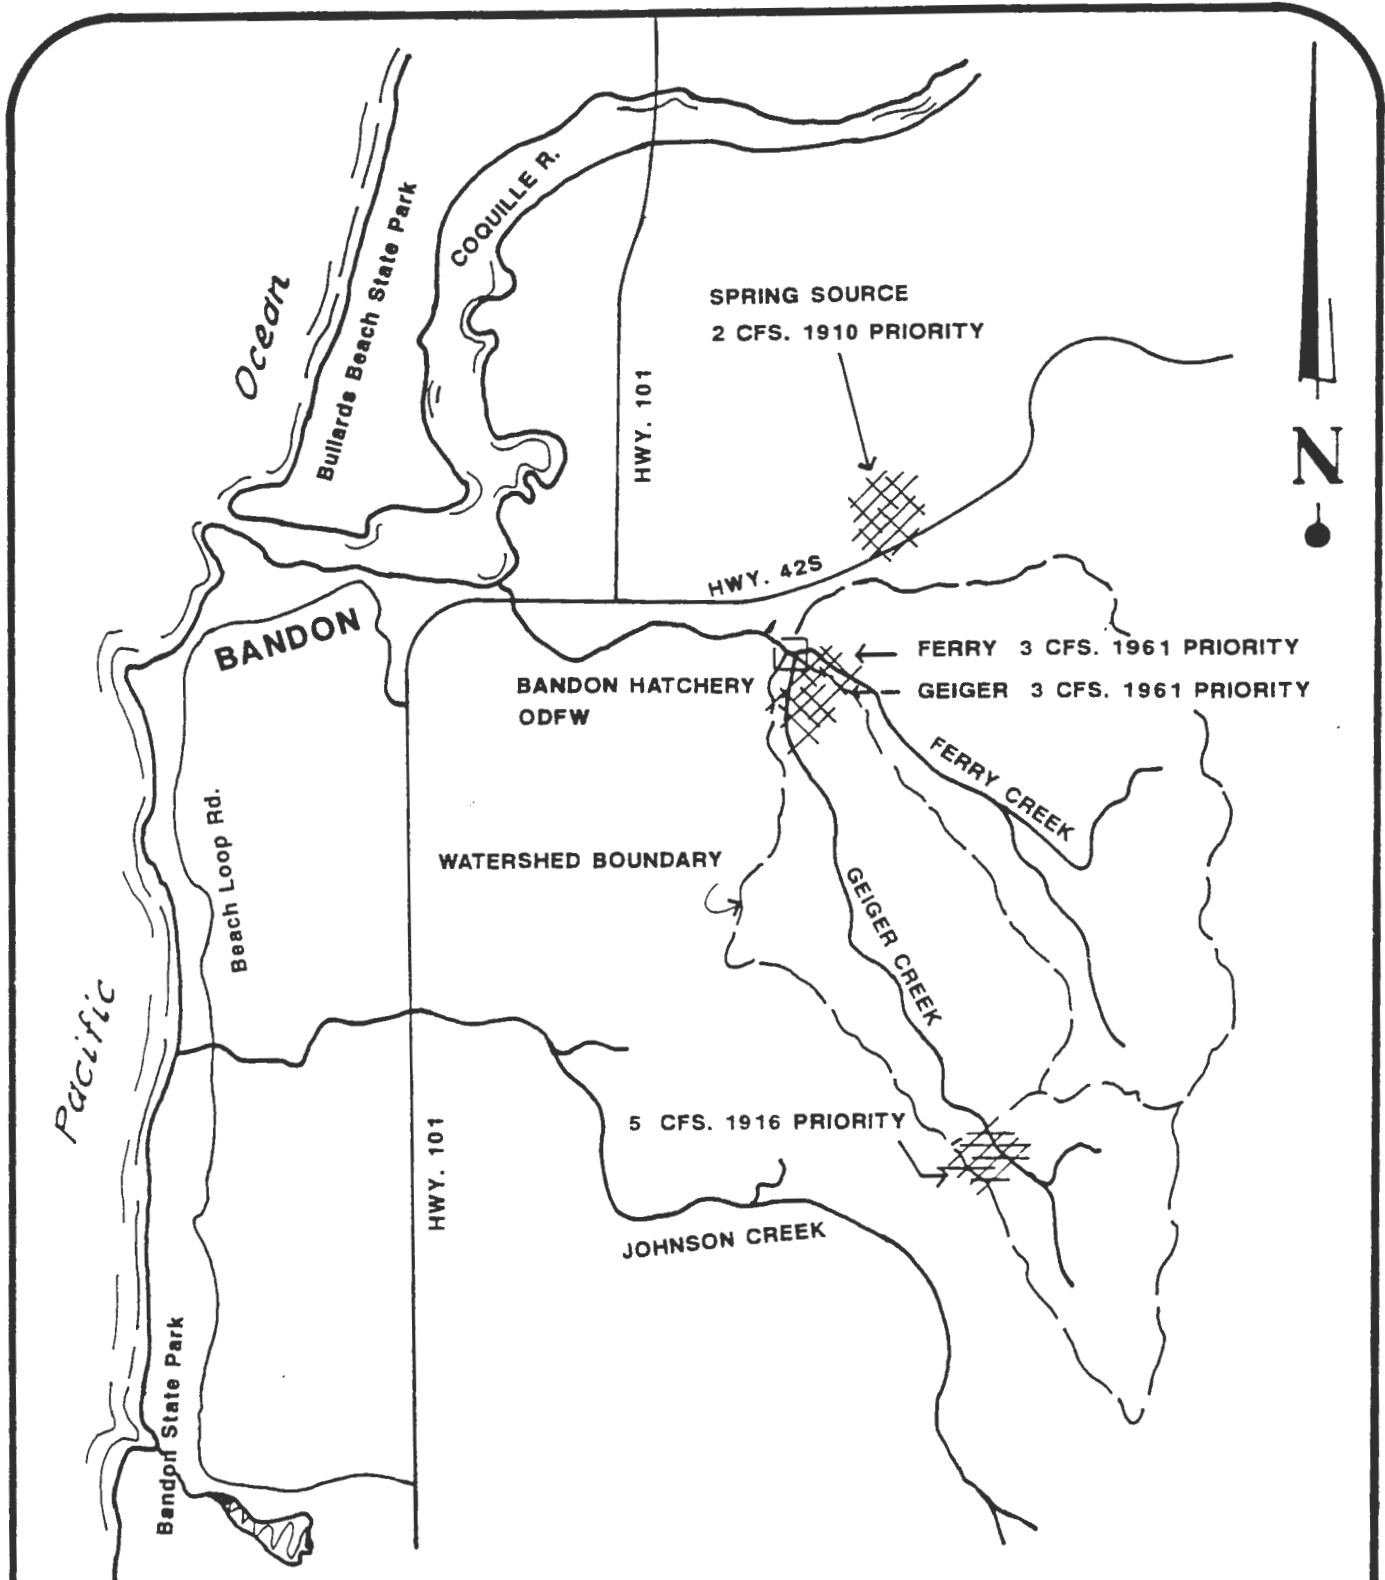 COQUILLE R.
Bullards Beach State Park
Ocean
SPRING SOURCE
2 CFS. 1910 PRIORITY
HWY. 101
N
HWY. 42S
BANDON
FERRY 3 CFS. 1961 PRIORITY
GEIGER 3 CFS. 1961 PRIORITY
BANDON HATCHERY
ODFW
FERRY CREEK
Beach Loop Rd.
WATERSHED BOUNDARY
GEIGER CREEK
Pacific
5 CFS. 1916 PRIORITY
HWY. 101
JOHNSON CREEK
Bandon State Park